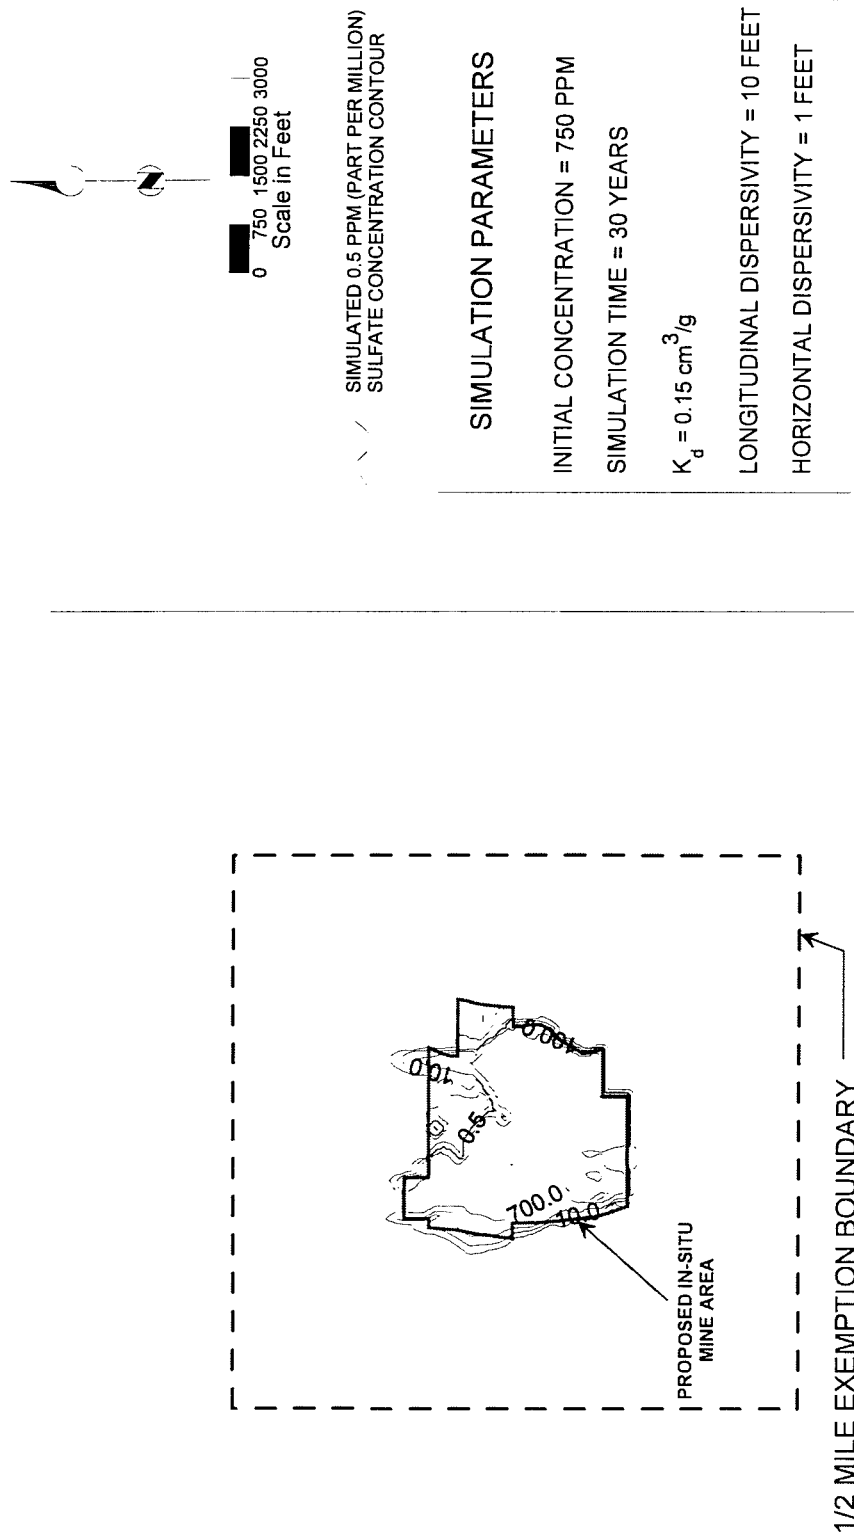 0 750 1500 2250 3000
Scale in Feet
SIMULATED 0.5 PPM (PART PER MILLION)
SULFATE CONCENTRATION CONTOUR
SIMULATION PARAMETERS
INITIAL CONCENTRATION = 750 PPM
SIMULATION TIME = 30 YEARS
Kd = 0.15 cm³/g
LONGITUDINAL DISPERSIVITY = 10 FEET
HORIZONTAL DISPERSIVITY = 1 FEET
10.0
0.5
100.0
700.0
10.0
PROPOSED IN-SITU
MINE AREA
1/2 MILE EXEMPTION BOUNDARY